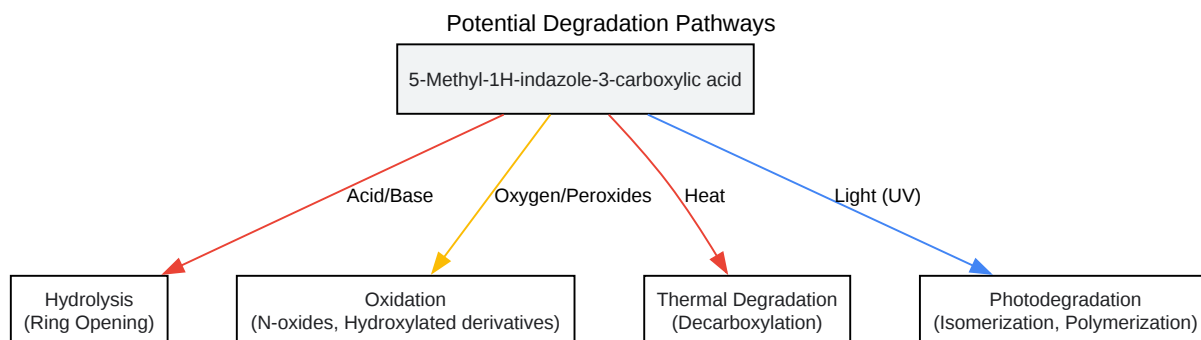 Potential Degradation Pathways
5-Methyl-1H-indazole-3-carboxylic acid
Acid/Base
Oxygen/Peroxides
Heat
Light (UV)
Hydrolysis
(Ring Opening)
Oxidation
(N-oxides, Hydroxylated derivatives)
Thermal Degradation
(Decarboxylation)
Photodegradation
(Isomerization, Polymerization)